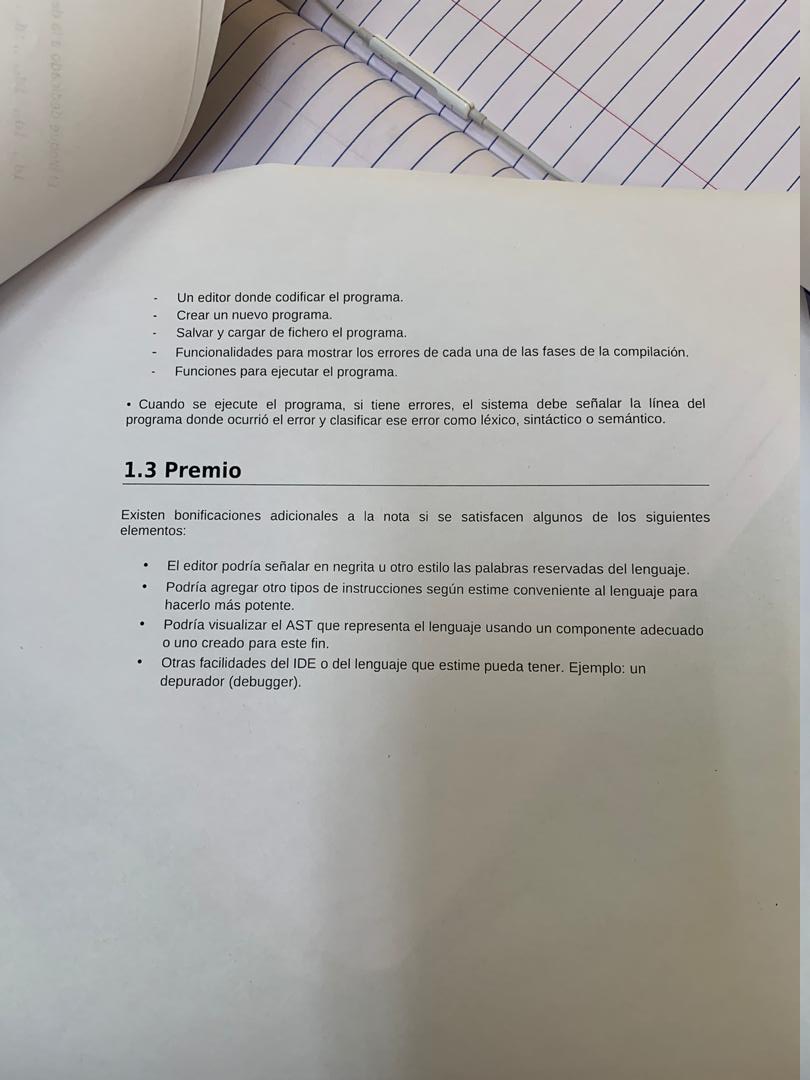 - Un editor donde codificar el programa.
- Crear un nuevo programa.
- Salvar y cargar de fichero el programa.
- Funcionalidades para mostrar los errores de cada una de las fases de la compilación.
- Funciones para ejecutar el programa.
• Cuando se ejecute el programa, si tiene errores, el sistema debe señalar la línea del
programa donde ocurrió el error y clasificar ese error como léxico, sintáctico o semántico.
1.3 Premio
Existen bonificaciones adicionales a la nota si se satisfacen algunos de los siguientes
elementos:
• El editor podría señalar en negrita u otro estilo las palabras reservadas del lenguaje.
• Podría agregar otro tipos de instrucciones según estime conveniente al lenguaje para
hacerlo más potente.
• Podría visualizar el AST que representa el lenguaje usando un componente adecuado
o uno creado para este fin.
• Otras facilidades del IDE o del lenguaje que estime pueda tener. Ejemplo: un
depurador (debugger).